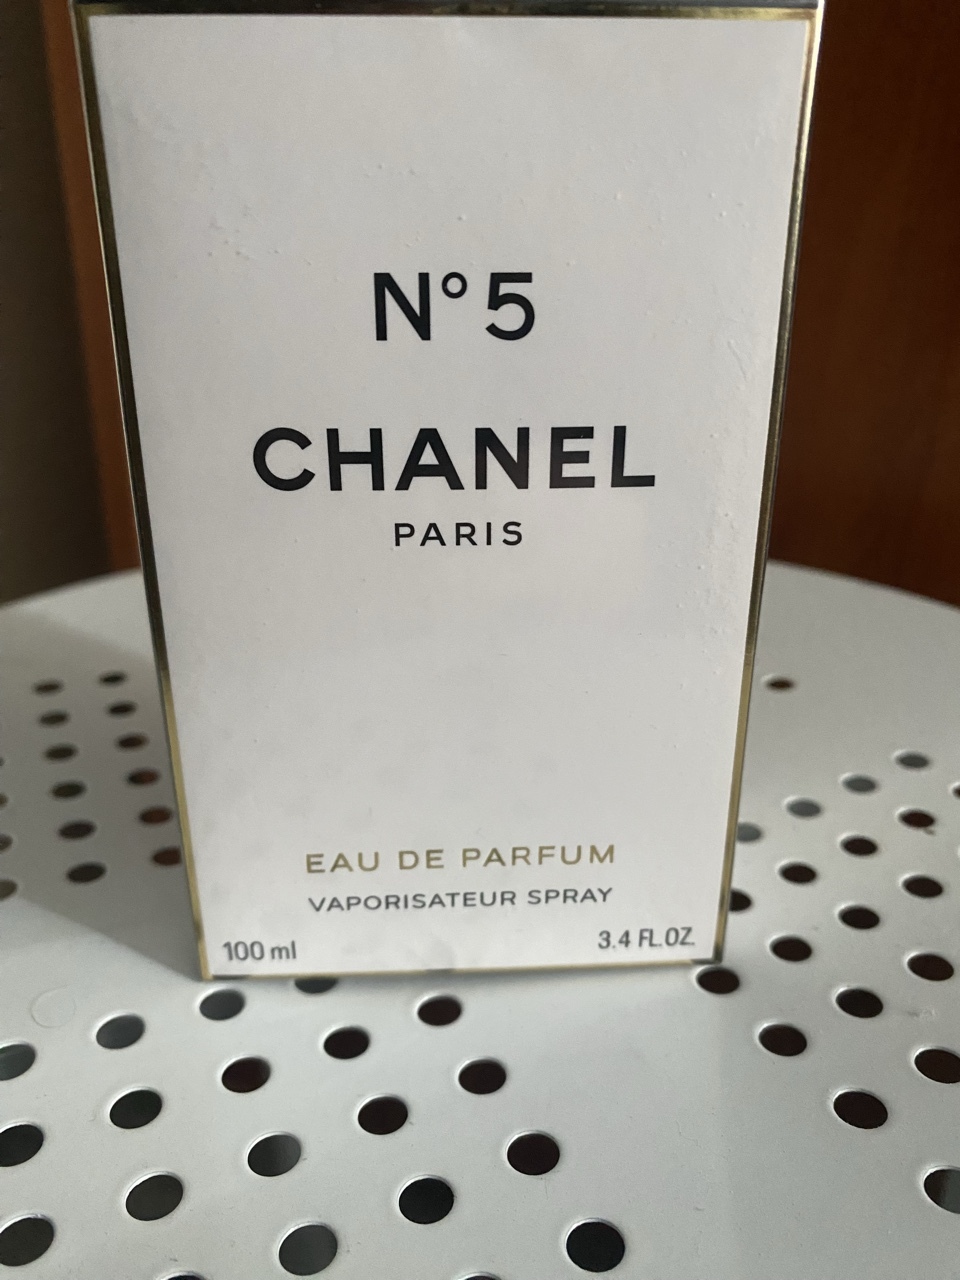 N°5
CHANEL
PARIS
EAU DE PARFUM
VAPORISATEUR SPRAY
100 ml
3.4 FL.OZ.